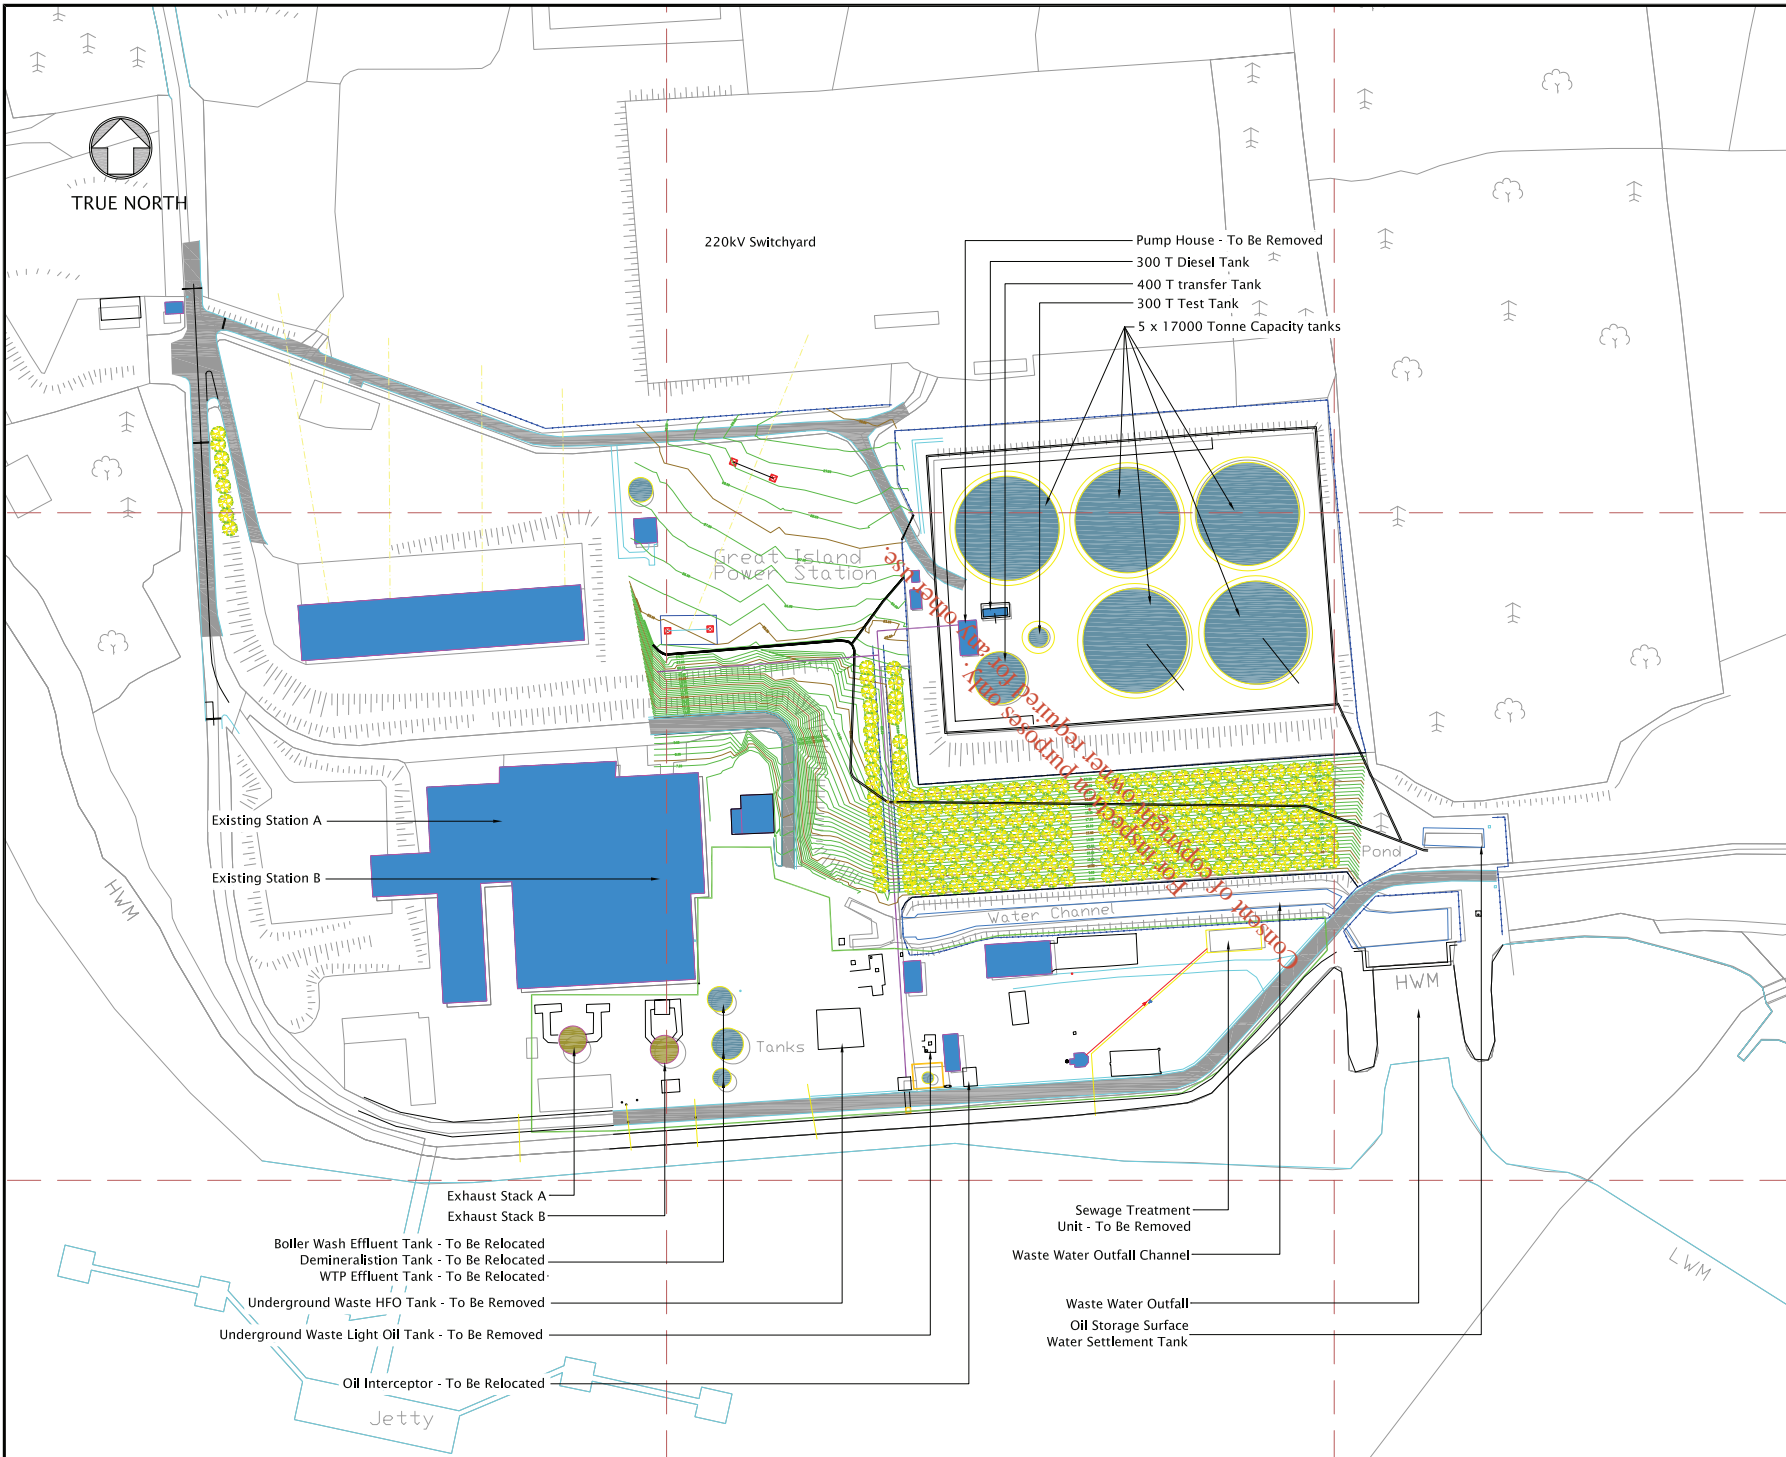 TRUE NORTH
220kV Switchyard
Pump House - To Be Removed
300 T Diesel Tank
400 T transfer Tank
300 T Test Tank
5 x 17000 Tonne Capacity tanks
Great Island
Power Station
For inspection purposes only.
Consent of copyright owner required for any other use.
Existing Station A
Existing Station B
HWM
Pond
Water Channel
HWM
Tanks
Exhaust Stack A
Exhaust Stack B
Boller Wash Effluent Tank - To Be Relocated
Demineralistion Tank - To Be Relocated
WTP Effluent Tank - To Be Relocated
Underground Waste HFO Tank - To Be Removed
Underground Waste Light Oil Tank - To Be Removed
Oil Interceptor - To Be Relocated
Sewage Treatment
Unit - To Be Removed
Waste Water Outfall Channel
Waste Water Outfall
Oil Storage Surface
Water Settlement Tank
LWM
Jetty